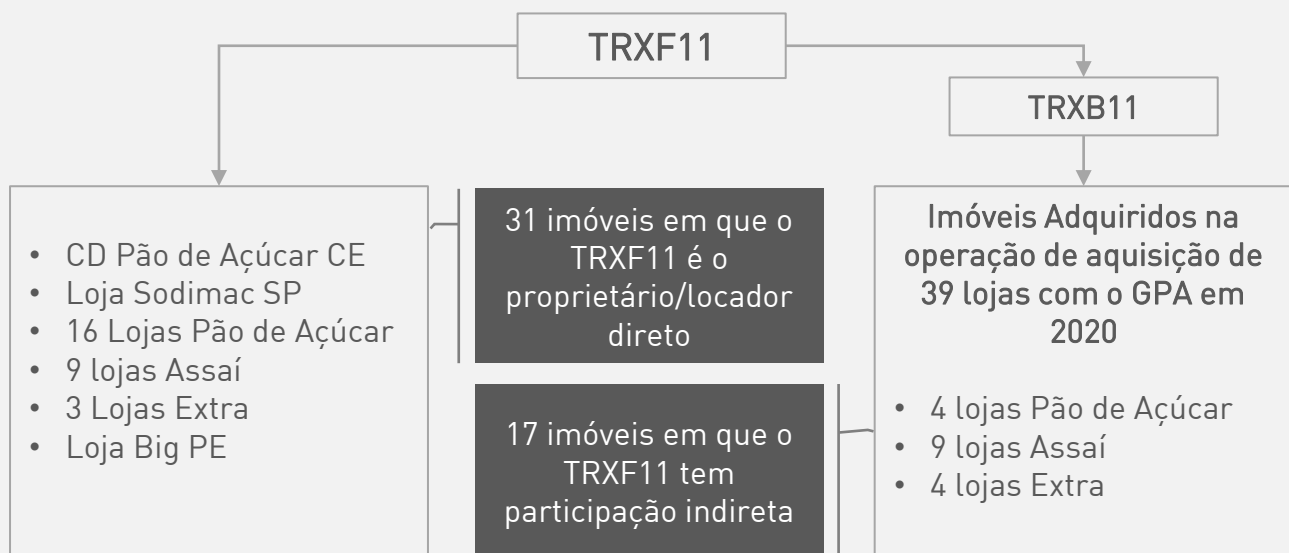 TRXF11
TRXB11
• CD Pão de Açúcar CE
• Loja Sodimac SP
• 16 Lojas Pão de Açúcar
• 9 lojas Assaí
• 3 Lojas Extra
• Loja Big PE
31 imóveis em que o
TRXF11 é o
proprietário/locador
direto
17 imóveis em que o
TRXF11 tem
participação indireta
Imóveis Adquiridos na
operação de aquisição de
39 lojas com o GPA em
2020
• 4 lojas Pão de Açúcar
• 9 lojas Assaí
• 4 lojas Extra